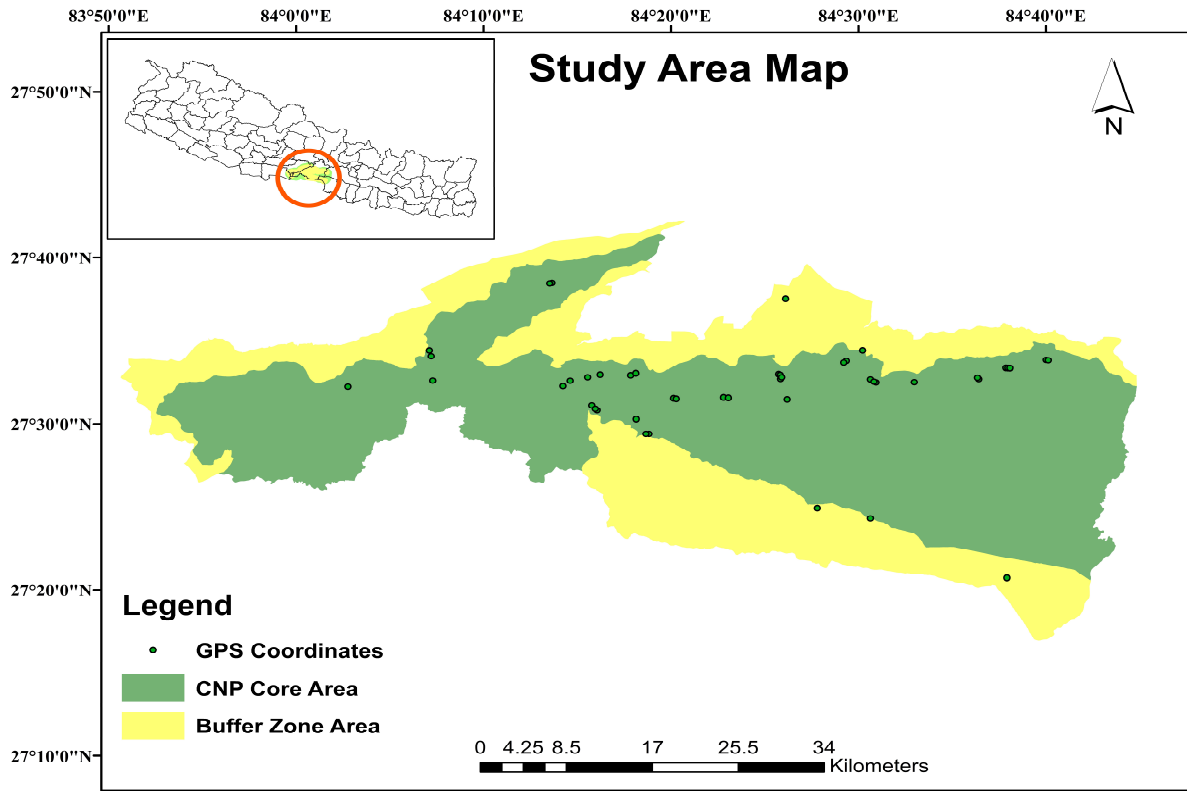 83°50'0"E 84°0'0"E 84°10'0"E 84°20'0"E 84°30'0"E 84°40'0"E
Study Area Map
27°50'0"N
N
27°40'0"N
27°30'0"N
27°20'0"N
27°10'0"N
Legend
GPS Coordinates
CNP Core Area
Buffer Zone Area
0 4.25 8.5 17 25.5 34
Kilometers